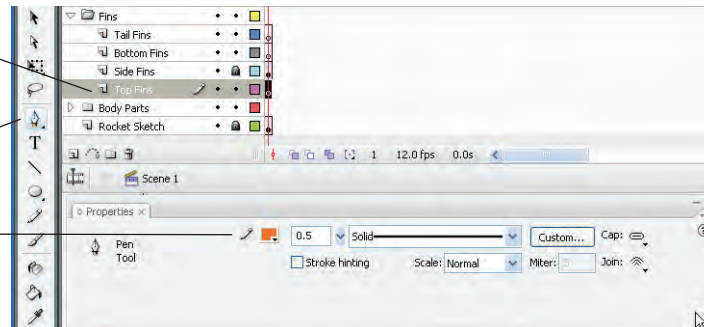 Fins
Tail Fins
Bottom Fins
Side Fins
Top Fins
Body Parts
Rocket Sketch
T
1 12.0 fps 0.0s
Scene 1
Properties ×
Pen
Tool
0.5 Solid Custom... Cap:
Stroke hinting Scale: Normal Miter: 3 Join: